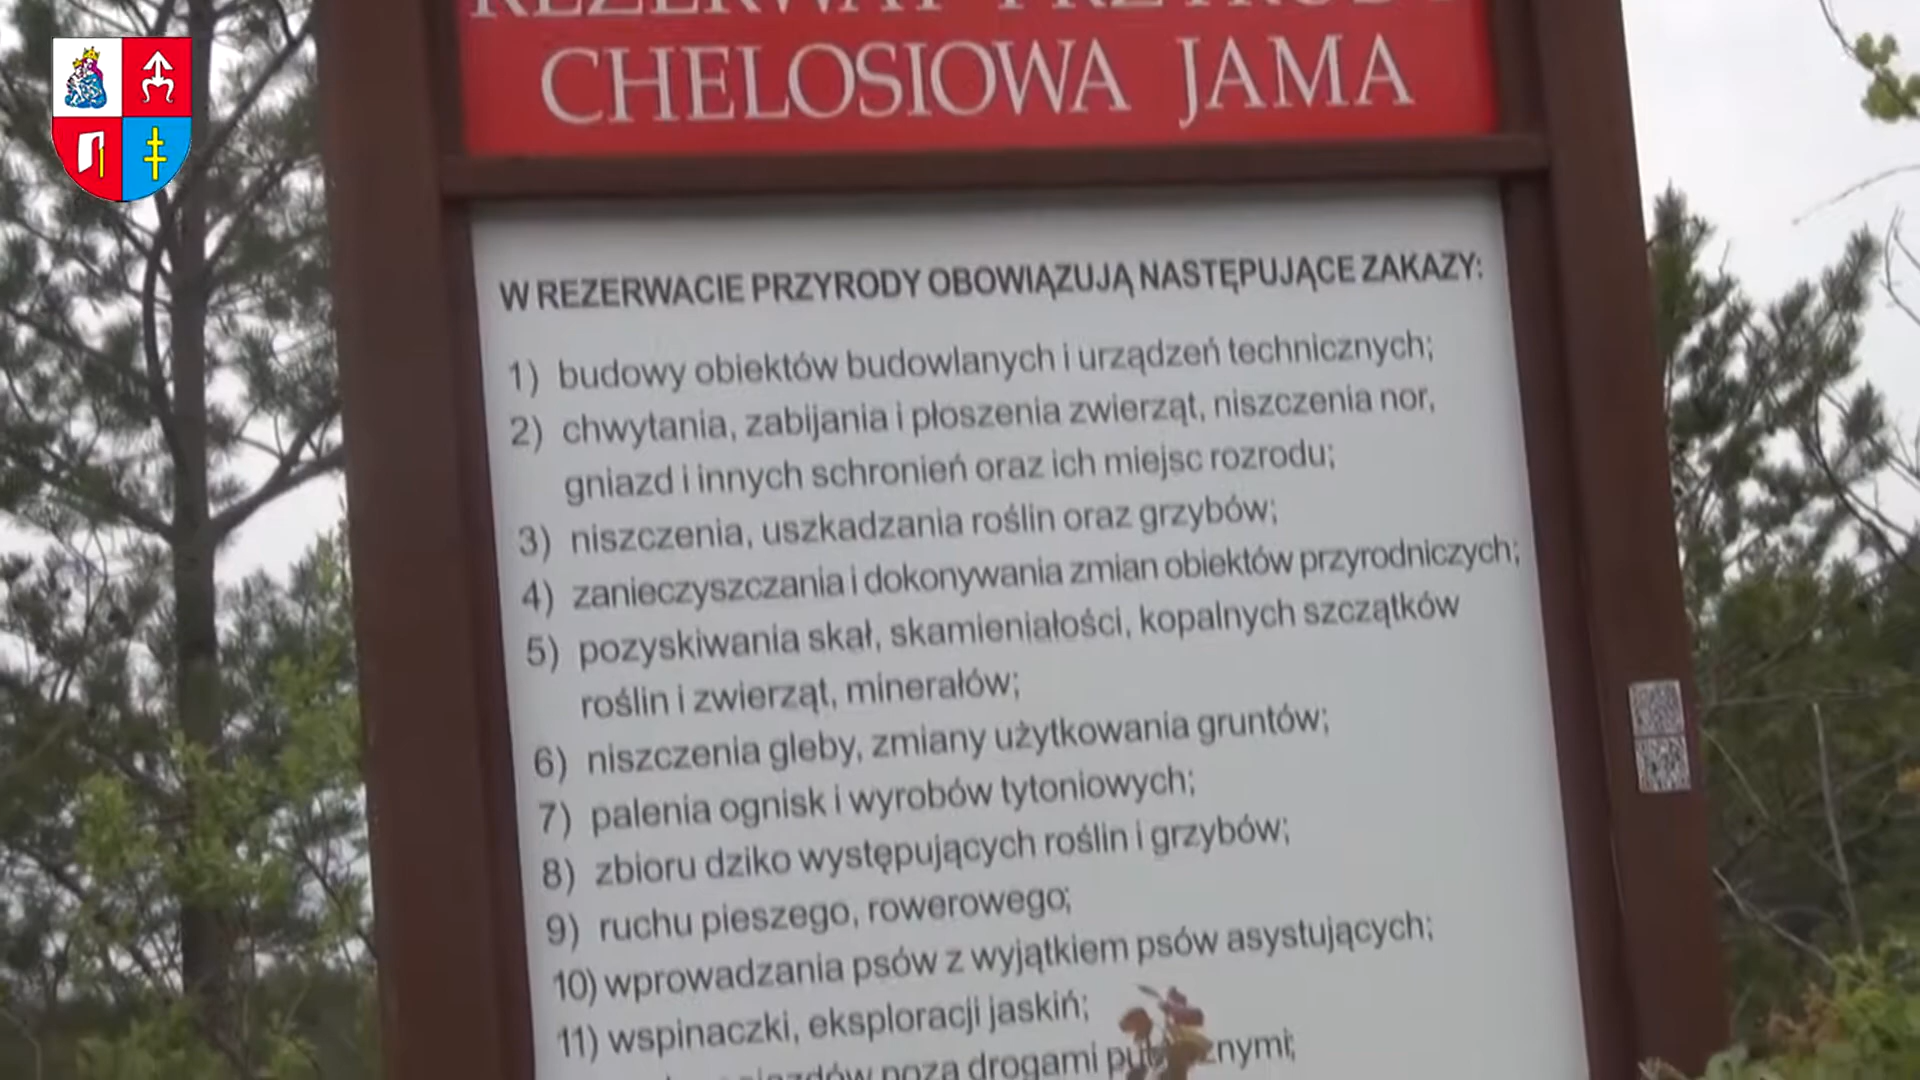 REZERWAT PRZYRODY
CHELOSIOWA JAMA
W REZERWACIE PRZYRODY OBOWIĄZUJĄ NASTĘPUJĄCE ZAKAZY:
1) budowy obiektów budowlanych i urządzeń technicznych;
2) chwytania, zabijania i płoszenia zwierząt, niszczenia nor,
gniazd i innych schronień oraz ich miejsc rozrodu;
3) niszczenia, uszkadzania roślin oraz grzybów;
4) zanieczyszczania i dokonywania zmian obiektów przyrodniczych;
5) pozyskiwania skał, skamieniałości, kopalnych szczątków
roślin i zwierząt, minerałów;
6) niszczenia gleby, zmiany użytkowania gruntów;
7) palenia ognisk i wyrobów tytoniowych;
8) zbioru dziko występujących roślin i grzybów;
9) ruchu pieszego, rowerowego;
10) wprowadzania psów z wyjątkiem psów asystujących;
11) wspinaczki, eksploracji jaskiń;
poza drogami